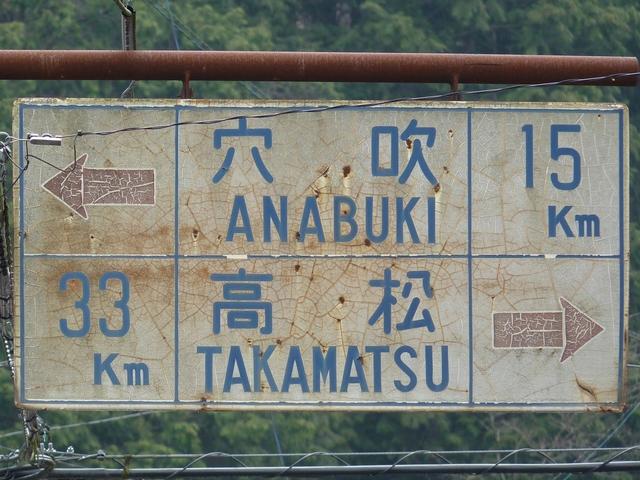 穴吹 15
ANABUKI Km
33 高松
Km TAKAMATSU